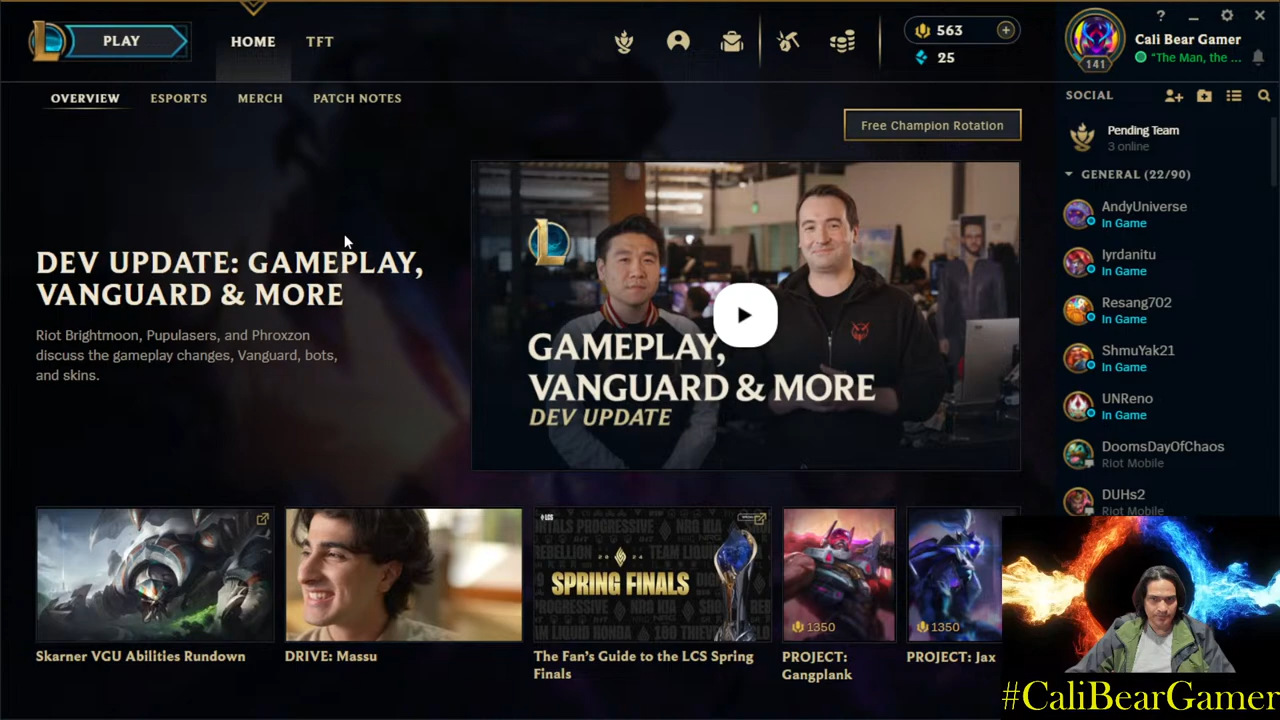 PLAY
HOME
TFT
563
25
?
Cali Bear Gamer
141
"The Man, the ...
OVERVIEW
ESPORTS
MERCH
PATCH NOTES
SOCIAL
Free Champion Rotation
Pending Team
3 online
GENERAL (22/90)
AndyUniverse
In Game
lyrdanitu
In Game
Resang702
In Game
ShmuYak21
In Game
UNReno
In Game
DoomsDayOfChaos
Riot Mobile
DUHs2
Riot Mobile
DEV UPDATE: GAMEPLAY,
VANGUARD & MORE
Riot Brightmoon, Pupulasers, and Phroxzon
discuss the gameplay changes, Vanguard, bots,
and skins.
GAMEPLAY,
VANGUARD & MORE
DEV UPDATE
LCS
2024
SPRING FINALS
1350
1350
Skarner VGU Abilities Rundown
DRIVE: Massu
The Fan's Guide to the LCS Spring
Finals
PROJECT:
Gangplank
PROJECT: Jax
#CaliBearGamer